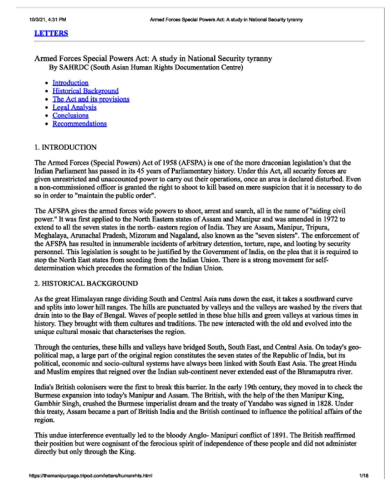 10/3/21, 4:31 PM Armed Forces Special Powers Act: A study in National Security tyranny
LETTERS
Armed Forces Special Powers Act: A study in National Security tyranny
By SAHRDC (South Asian Human Rights Documentation Centre)
Introduction
Historical Background
The Act and its provisions
Legal Analysis
Conclusions
Recommendations
1. INTRODUCTION
The Armed Forces (Special Powers) Act of 1958 (AFSPA) is one of the more draconian legislation's that the
Indian Parliament has passed in its 45 years of Parliamentary history. Under this Act, all security forces are
given unrestricted and unaccounted power to carry out their operations, once an area is declared disturbed. Even
a non-commissioned officer is granted the right to shoot to kill based on mere suspicion that it is necessary to do
so in order to "maintain the public order".
The AFSPA gives the armed forces wide powers to shoot, arrest and search, all in the name of "aiding civil
power." It was first applied to the North Eastern states of Assam and Manipur and was amended in 1972 to
extend to all the seven states in the north- eastern region of India. They are Assam, Manipur, Tripura,
Meghalaya, Arunachal Pradesh, Mizoram and Nagaland, also known as the "seven sisters". The enforcement of
the AFSPA has resulted in innumerable incidents of arbitrary detention, torture, rape, and looting by security
personnel. This legislation is sought to be justified by the Government of India, on the plea that it is required to
stop the North East states from seceding from the Indian Union. There is a strong movement for self-
determination which precedes the formation of the Indian Union.
2. HISTORICAL BACKGROUND
As the great Himalayan range dividing South and Central Asia runs down the east, it takes a southward curve
and splits into lower hill ranges. The hills are punctuated by valleys and the valleys are washed by the rivers that
drain into to the Bay of Bengal. Waves of people settled in these blue hills and green valleys at various times in
history. They brought with them cultures and traditions. The new interacted with the old and evolved into the
unique cultural mosaic that characterises the region.
Through the centuries, these hills and valleys have bridged South, South East, and Central Asia. On today's geo-
political map, a large part of the original region constitutes the seven states of the Republic of India, but its
political, economic and socio-cultural systems have always been linked with South East Asia. The great Hindu
and Muslim empires that reigned over the Indian sub-continent never extended east of the Bhramaputra river.
India's British colonisers were the first to break this barrier. In the early 19th century, they moved in to check the
Burmese expansion into today's Manipur and Assam. The British, with the help of the then Manipur King,
Gambhir Singh, crushed the Burmese imperialist dream and the treaty of Yandabo was signed in 1828. Under
this treaty, Assam became a part of British India and the British continued to influence the political affairs of the
region.
This undue interference eventually led to the bloody Anglo- Manipuri conflict of 1891. The British reaffirmed
their position but were cognisant of the ferocious spirit of independence of these people and did not administer
directly but only through the King.
https://themanipurpage.tripod.com/letters/humanrhts.html 1/18